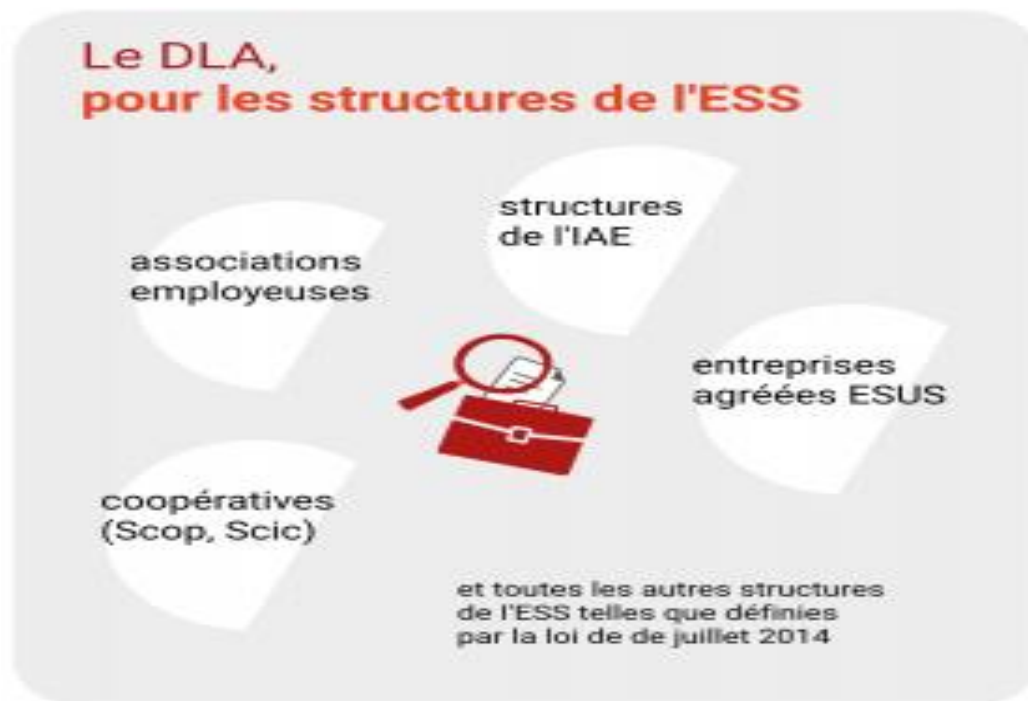 Le DLA,
pour les structures de l'ESS
structures
de l'IAE
associations
employeuses
entreprises
agréées ESUS
coopératives
(Scop, Scic)
et toutes les autres structures
de l'ESS telles que définies
par la loi de de juillet 2014